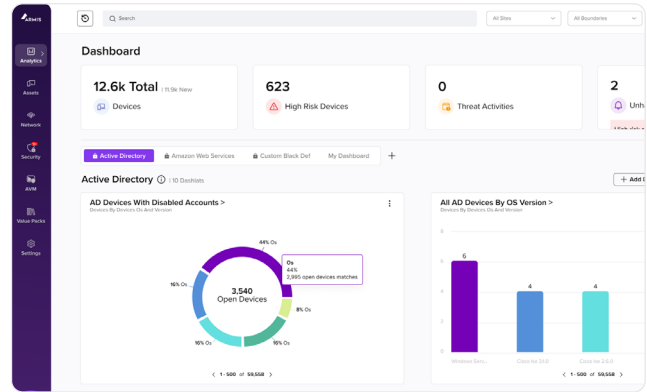 ARMIS
Search
All Sites
All Boundaries
Analytics
Assets
Network
Security
AVM
Value Packs
Settings
Dashboard
12.6k Total | 11.9k New
Devices
623
High Risk Devices
0
Threat Activities
2
Unh
Active Directory
Amazon Web Services
Custom Black Def
My Dashboard
Active Directory | 10 Dashlets
+ Add D
AD Devices With Disabled Accounts >
Devices By Devices Os And Version
44% Os
Os
44%
2,995 open devices matches
16% Os
3,540
Open Devices
8% Os
16% Os
16% Os
< 1 - 500 of 59,558 >
All AD Devices By OS Version >
Devices By Devices Os And Version
8
6
4
2
0
6
4
4
< 1 - 500 of 59,558 >